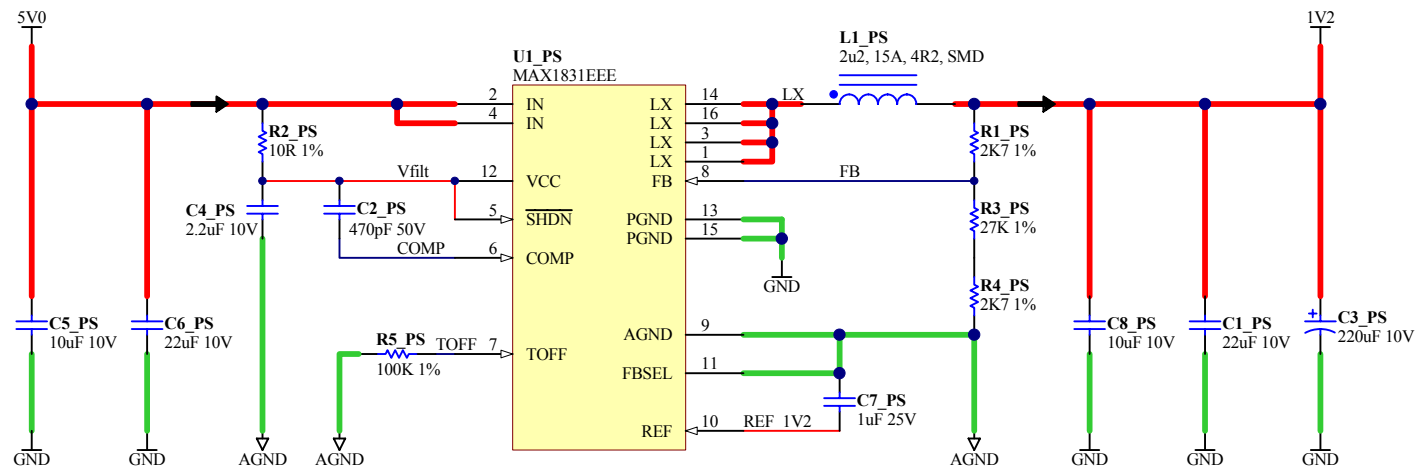 5V0
1V2
U1_PS
MAX1831EEE
L1_PS
2u2, 15A, 4R2, SMD
2
IN
LX
14
LX
4
IN
LX
16
LX
3
LX
1
R2_PS
10R 1%
R1_PS
2K7 1%
Vfilt
12
VCC
FB
8
FB
C4_PS
2.2uF 10V
C2_PS
470pF 50V
5
SHDN
PGND
13
PGND
15
R3_PS
27K 1%
COMP
6
COMP
GND
R4_PS
2K7 1%
C5_PS
10uF 10V
C6_PS
22uF 10V
AGND
9
C8_PS
10uF 10V
C1_PS
22uF 10V
C3_PS
220uF 10V
R5_PS
100K 1%
TOFF
7
TOFF
FBSEL
11
C7_PS
1uF 25V
REF
10
REF_1V2
GND
GND
AGND
AGND
AGND
GND
GND
GND